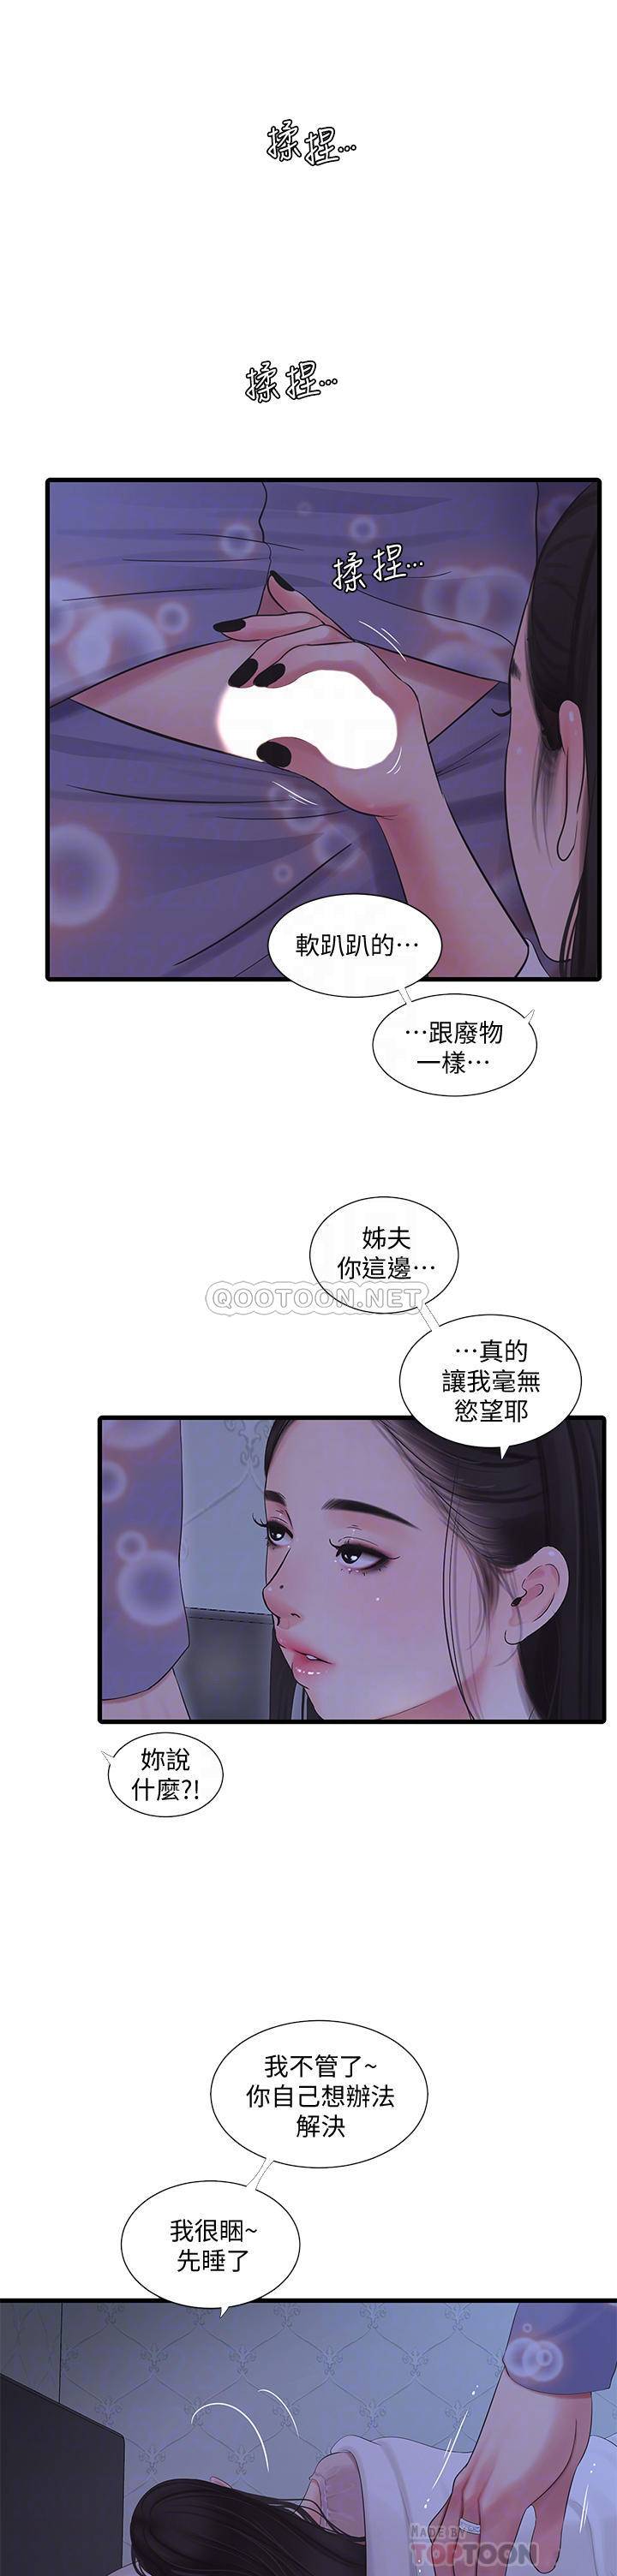 揉捏…
揉捏…
揉捏…
軟趴趴的…
…跟廢物
一樣…
姊夫
你這邊…
QOOTOON.NET
…真的
讓我毫無
慾望耶
妳說
什麼?!
我不管了~
你自己想辦法
解決
我很睏~
先睡了
MADE BY
TOPTOON